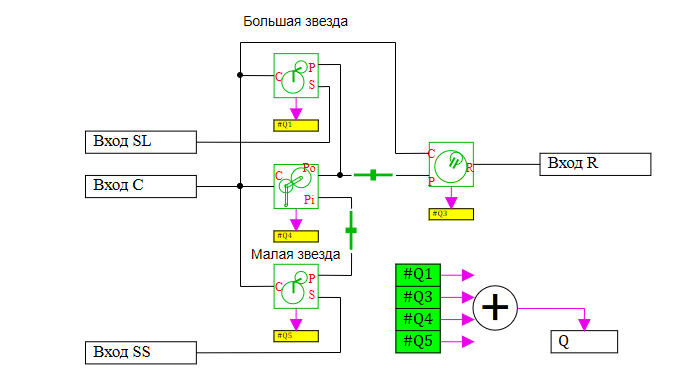 Большая звезда
C P
S
#Q1
Вход SL
Вход C
C Po
Pi
#Q4
C
P R
#Q3
Вход R
Малая звезда
C P
S
#Q5
Вход SS
#Q1
#Q3
#Q4
#Q5
+
Q